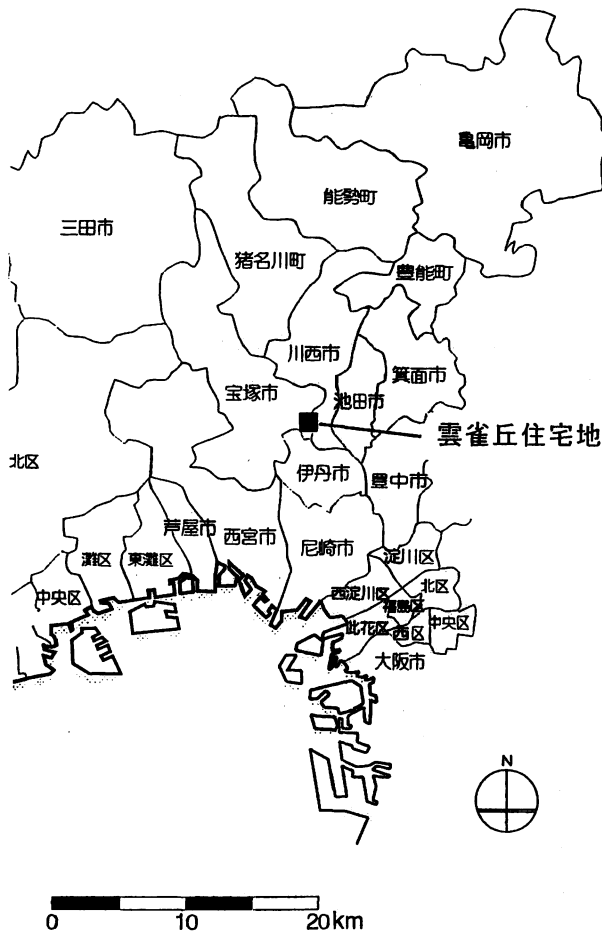 亀岡市
能勢町
三田市
猪名川町
豊能町
川西市
箕面市
宝塚市
池田市
雲雀丘住宅地
北区
伊丹市
豊中市
芦屋市
西宮市
尼崎市
淀川区
灘区
東灘区
中央区
西淀川区
北区
福島区
此花区
西区
中央区
大阪市
N
0
10
20km